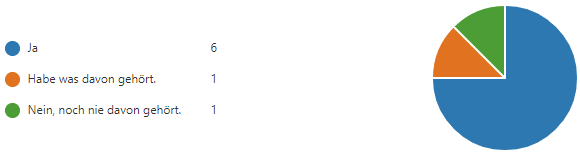 Ja 6
Habe was davon gehört. 1
Nein, noch nie davon gehört. 1